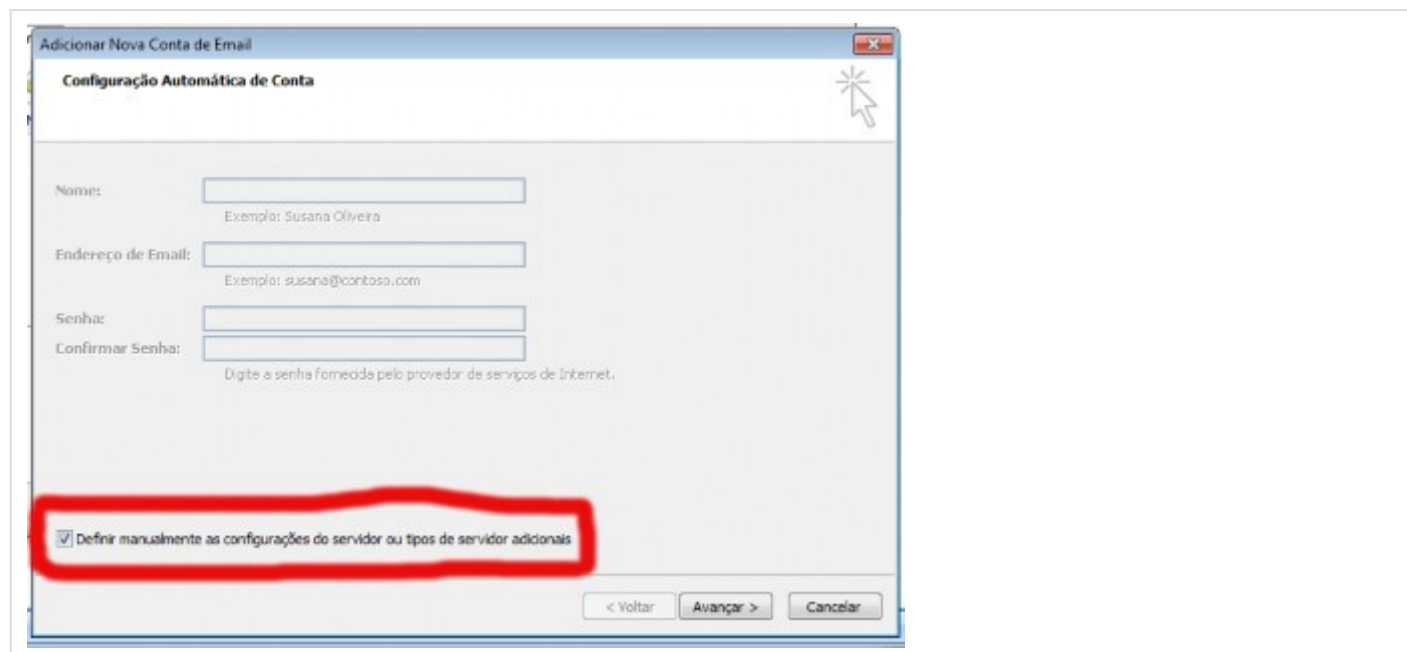 Adicionar Nova Conta de Email
Configuração Automática de Conta
Nome:
Exemplo: Susana Oliveira
Endereço de Email:
Exemplo: susana@contoso.com
Senha:
Confirmar Senha:
Digite a senha fornecida pelo provedor de serviços de Internet.
Definir manualmente as configurações do servidor ou tipos de servidor adicionais
< Voltar Avançar > Cancelar